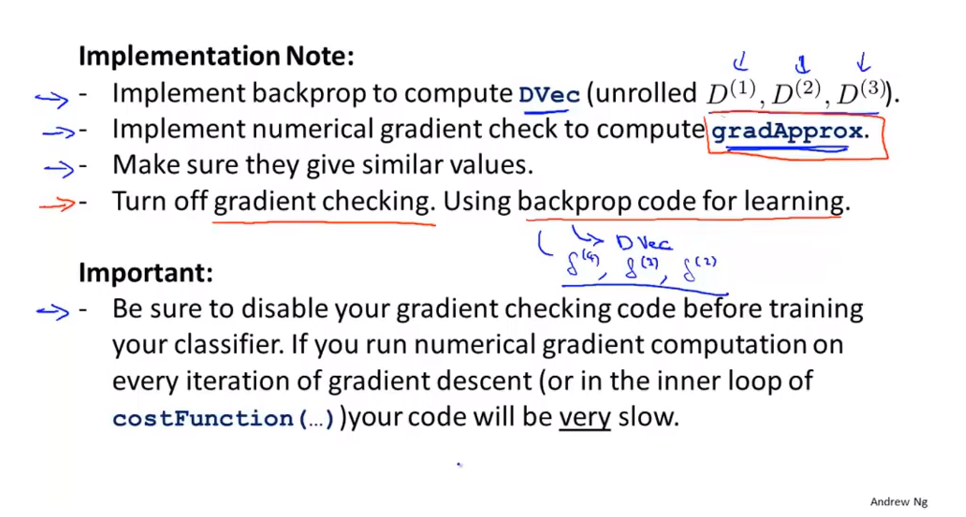 Implementation Note:
- Implement backprop to compute DVec (unrolled D(1), D(2), D(3)).
- Implement numerical gradient check to compute gradApprox.
- Make sure they give similar values.
- Turn off gradient checking. Using backprop code for learning.
DVec
δ(4), δ(3), δ(2)
Important:
- Be sure to disable your gradient checking code before training
your classifier. If you run numerical gradient computation on
every iteration of gradient descent (or in the inner loop of
costFunction(…))your code will be very slow.
Andrew Ng